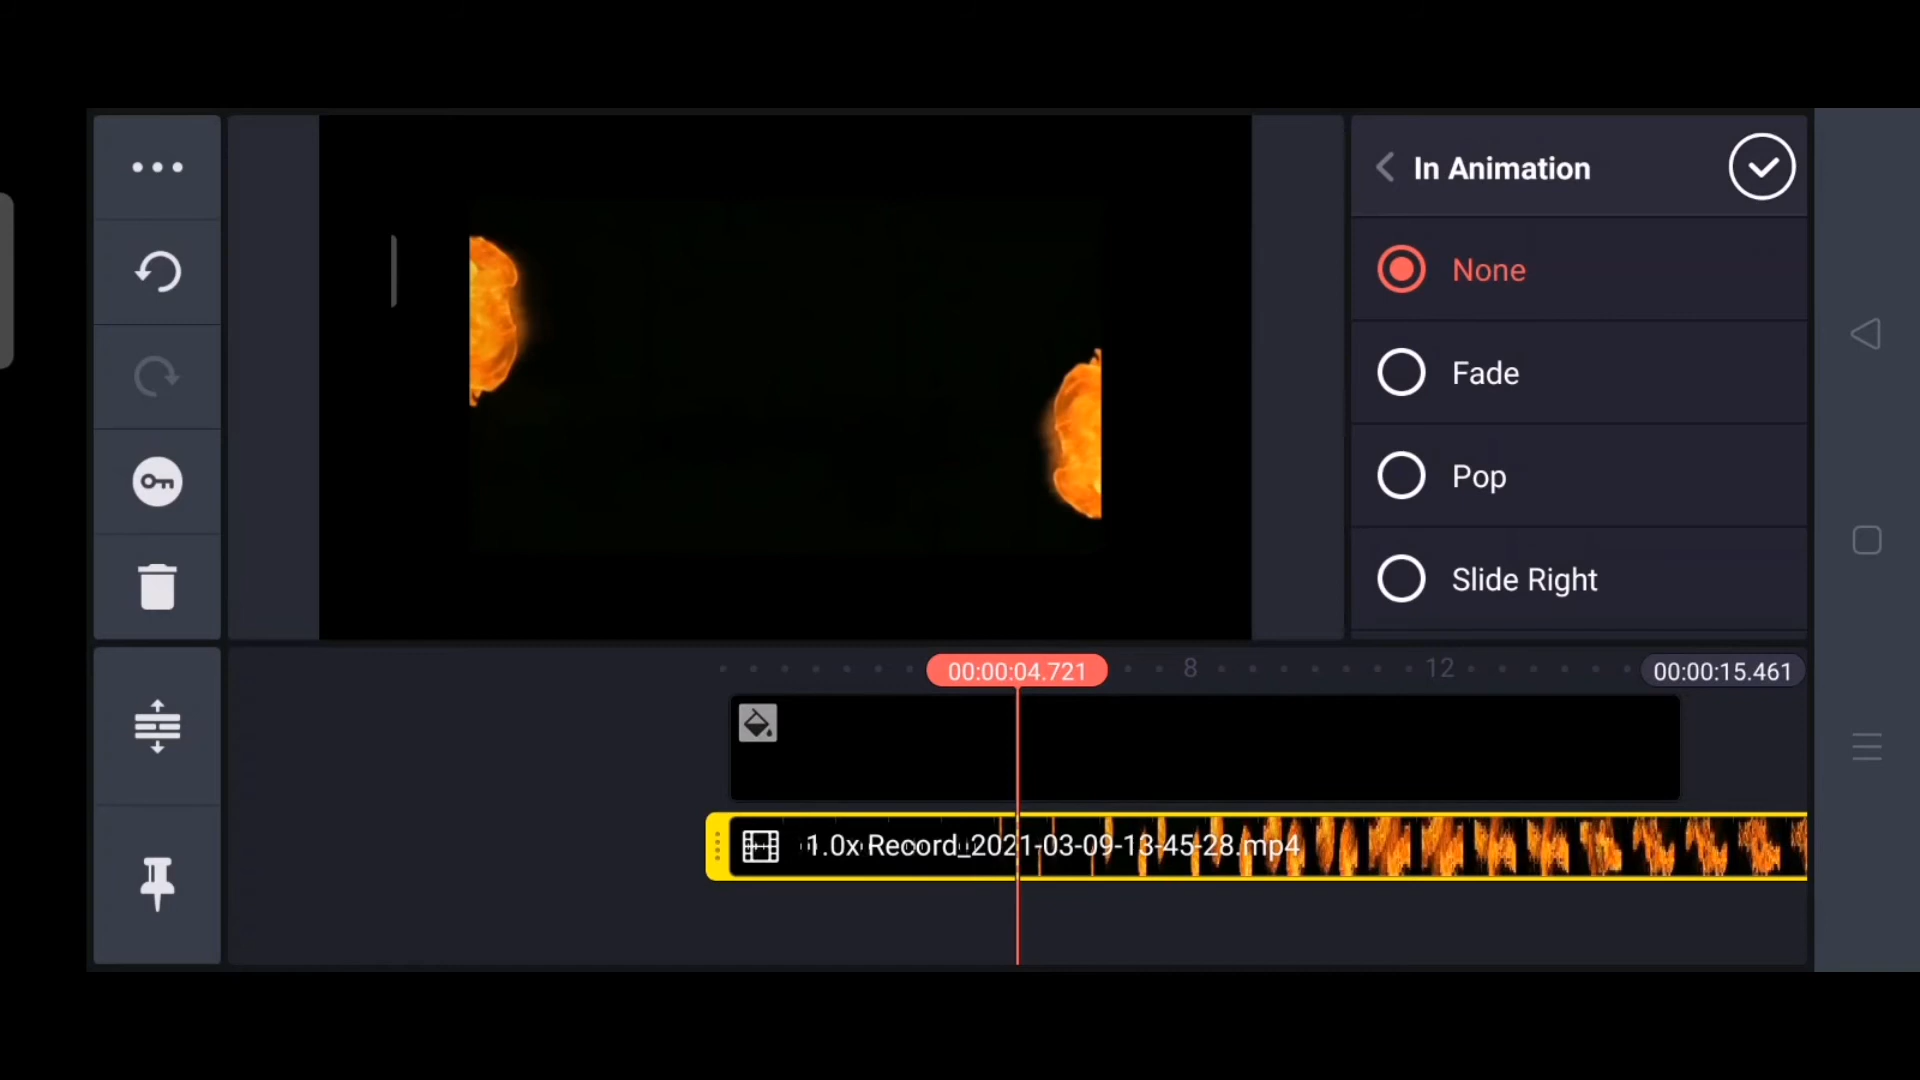 In Animation
None
Fade
Pop
Slide Right
00:00:04.721
8
12
00:00:15.461
1.0x Record_2021-03-09-13-45-28.mp4